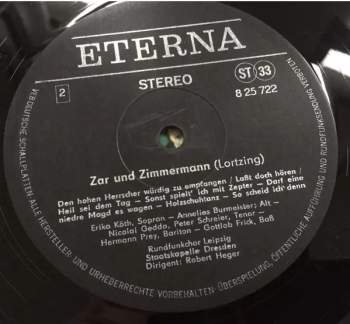 ETERNA
STEREO
ST 33
2
8 25 722
Zar und Zimmermann (Lortzing)
Den hohen Herrscher würdig zu empfangen / Laßt doch hören /
Heil sei dem Tag – Sonst spielt' ich mit Zepter – Darf eine
niedre Magd es wagen – Holzschuhtanz – So scheid ich denn
Erika Köth, Sopran – Annelies Burmeister; Alt –
Nicolai Gedda, Peter Schreier, Tenor –
Hermann Prey, Bariton – Gottlob Frick, Baß
Rundfunkchor Leipzig
Staatskapelle Dresden
Dirigent: Robert Heger
VEB DEUTSCHE SCHALLPLATTEN ALLE HERSTELLER UND URHEBERRECHTE VORBEHALTEN ÜBERSPIELUNG, ÖFFENTLICHE AUFFÜHRUNG UND RUNDFUNKSENDUNG VERBOTEN